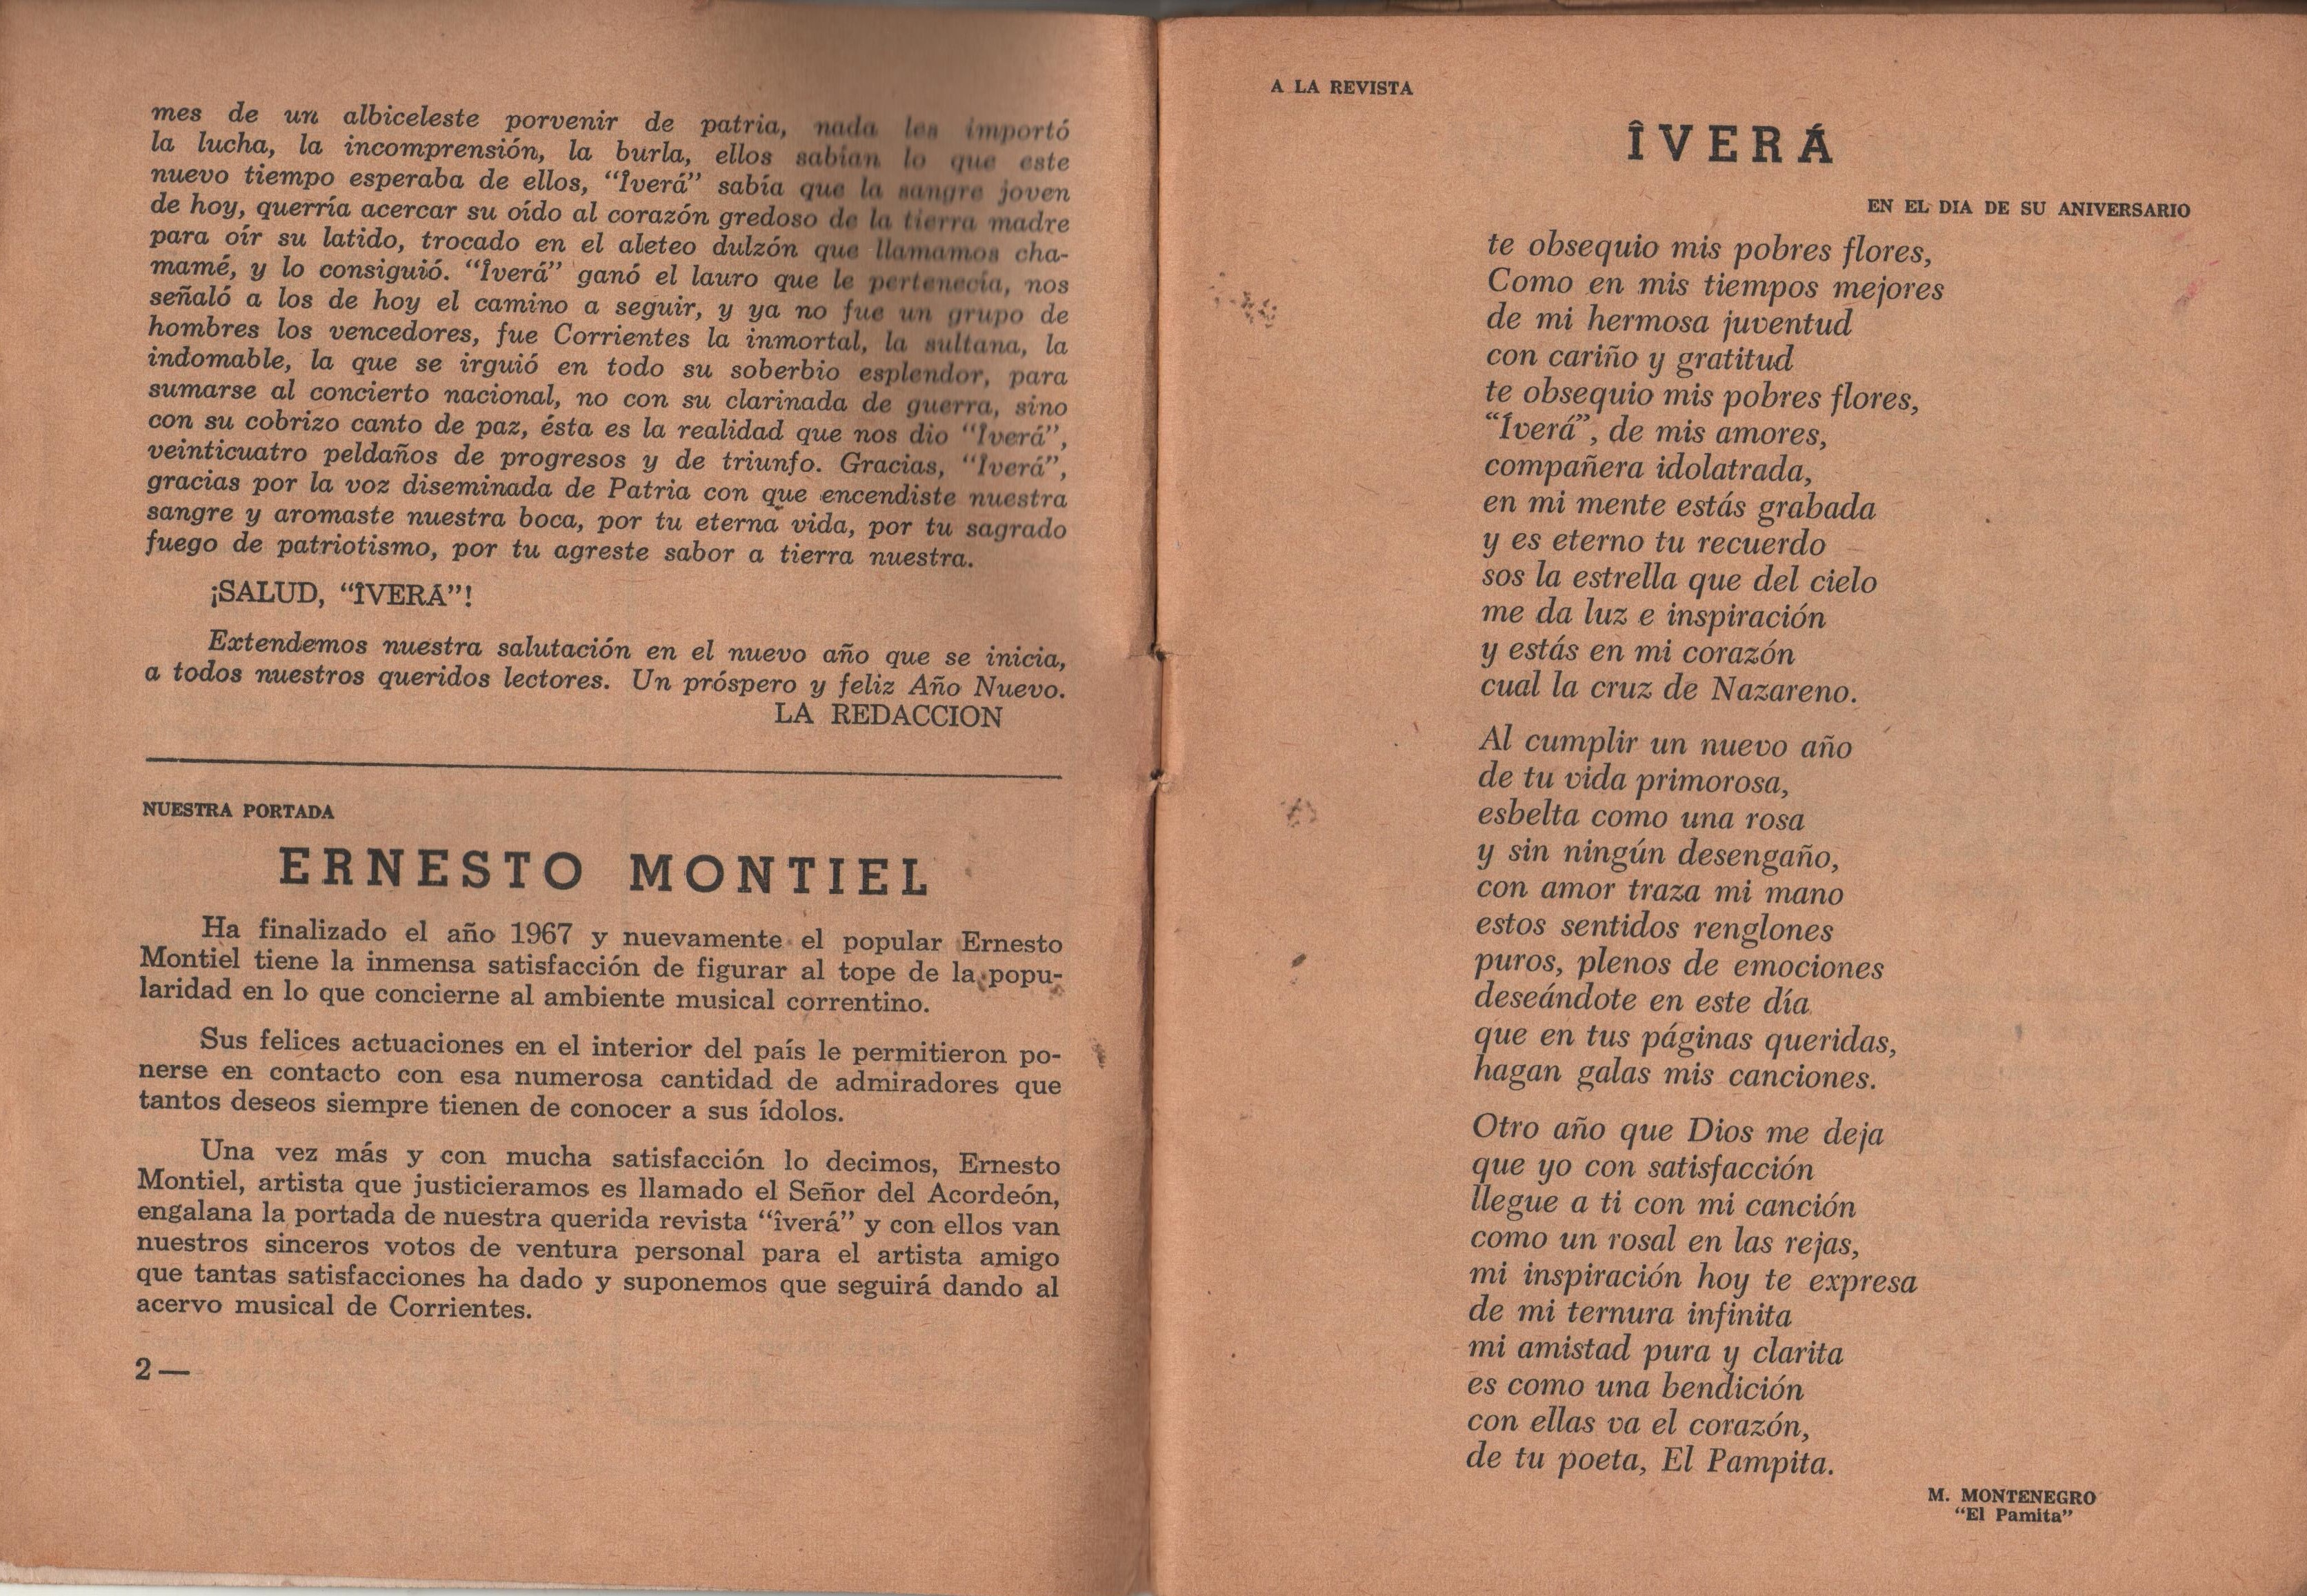 mes de un albiceleste porvenir de patria, nada les importó
la lucha, la incomprensión, la burla, ellos sabían lo que este
nuevo tiempo esperaba de ellos, “Îverá” sabía que la sangre joven
de hoy, querría acercar su oído al corazón gredoso de la tierra madre
para oír su latido, trocado en el aleteo dulzón que llamamos cha-
mamé, y lo consiguió. “Îverá” ganó el lauro que le pertenecía, nos
señaló a los de hoy el camino a seguir, y ya no fue un grupo de
hombres los vencedores, fue Corrientes la inmortal, la sultana, la
indomable, la que se irguió en todo su soberbio esplendor, para
sumarse al concierto nacional, no con su clarinada de guerra, sino
con su cobrizo canto de paz, ésta es la realidad que nos dio “Îverá”,
veinticuatro peldaños de progresos y de triunfo. Gracias, “Îverá”,
gracias por la voz diseminada de Patria con que encendiste nuestra
sangre y aromaste nuestra boca, por tu eterna vida, por tu sagrado
fuego de patriotismo, por tu agreste sabor a tierra nuestra.
¡SALUD, “ÎVERÁ”!
Extendemos nuestra salutación en el nuevo año que se inicia,
a todos nuestros queridos lectores. Un próspero y feliz Año Nuevo.
LA REDACCION
NUESTRA PORTADA
ERNESTO MONTIEL
Ha finalizado el año 1967 y nuevamente el popular Ernesto
Montiel tiene la inmensa satisfacción de figurar al tope de la popu-
laridad en lo que concierne al ambiente musical correntino.
Sus felices actuaciones en el interior del país le permitieron po-
nerse en contacto con esa numerosa cantidad de admiradores que
tantos deseos siempre tienen de conocer a sus ídolos.
Una vez más y con mucha satisfacción lo decimos, Ernesto
Montiel, artista que justicieramos es llamado el Señor del Acordeón,
engalana la portada de nuestra querida revista “îverá” y con ellos van
nuestros sinceros votos de ventura personal para el artista amigo
que tantas satisfacciones ha dado y suponemos que seguirá dando al
acervo musical de Corrientes.
2 —
A LA REVISTA
ÎVERÁ
EN EL DIA DE SU ANIVERSARIO
te obsequio mis pobres flores,
Como en mis tiempos mejores
de mi hermosa juventud
con cariño y gratitud
te obsequio mis pobres flores,
“Îverá”, de mis amores,
compañera idolatrada,
en mi mente estás grabada
y es eterno tu recuerdo
sos la estrella que del cielo
me da luz e inspiración
y estás en mi corazón
cual la cruz de Nazareno.
Al cumplir un nuevo año
de tu vida primorosa,
esbelta como una rosa
y sin ningún desengaño,
con amor traza mi mano
estos sentidos renglones
puros, plenos de emociones
deseándote en este día
que en tus páginas queridas,
hagan galas mis canciones.
Otro año que Dios me deja
que yo con satisfacción
llegue a ti con mi canción
como un rosal en las rejas,
mi inspiración hoy te expresa
de mi ternura infinita
mi amistad pura y clarita
es como una bendición
con ellas va el corazón,
de tu poeta, El Pampita.
M. MONTENEGRO
“El Pamita”